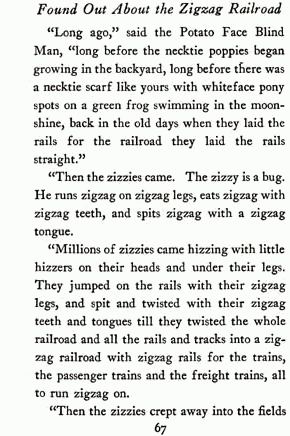 Found Out About the Zigzag Railroad
“Long ago,” said the Potato Face Blind
Man, “long before the necktie poppies began
growing in the backyard, long before there was
a necktie scarf like yours with whiteface pony
spots on a green frog swimming in the moon-
shine, back in the old days when they laid the
rails for the railroad they laid the rails
straight.”
“Then the zizzies came. The zizzy is a bug.
He runs zigzag on zigzag legs, eats zigzag with
zigzag teeth, and spits zigzag with a zigzag
tongue.
“Millions of zizzies came hizzing with little
hizzers on their heads and under their legs.
They jumped on the rails with their zigzag
legs, and spit and twisted with their zigzag
teeth and tongues till they twisted the whole
railroad and all the rails and tracks into a zig-
zag railroad with zigzag rails for the trains,
the passenger trains and the freight trains, all
to run zigzag on.
“Then the zizzies crept away into the fields
67